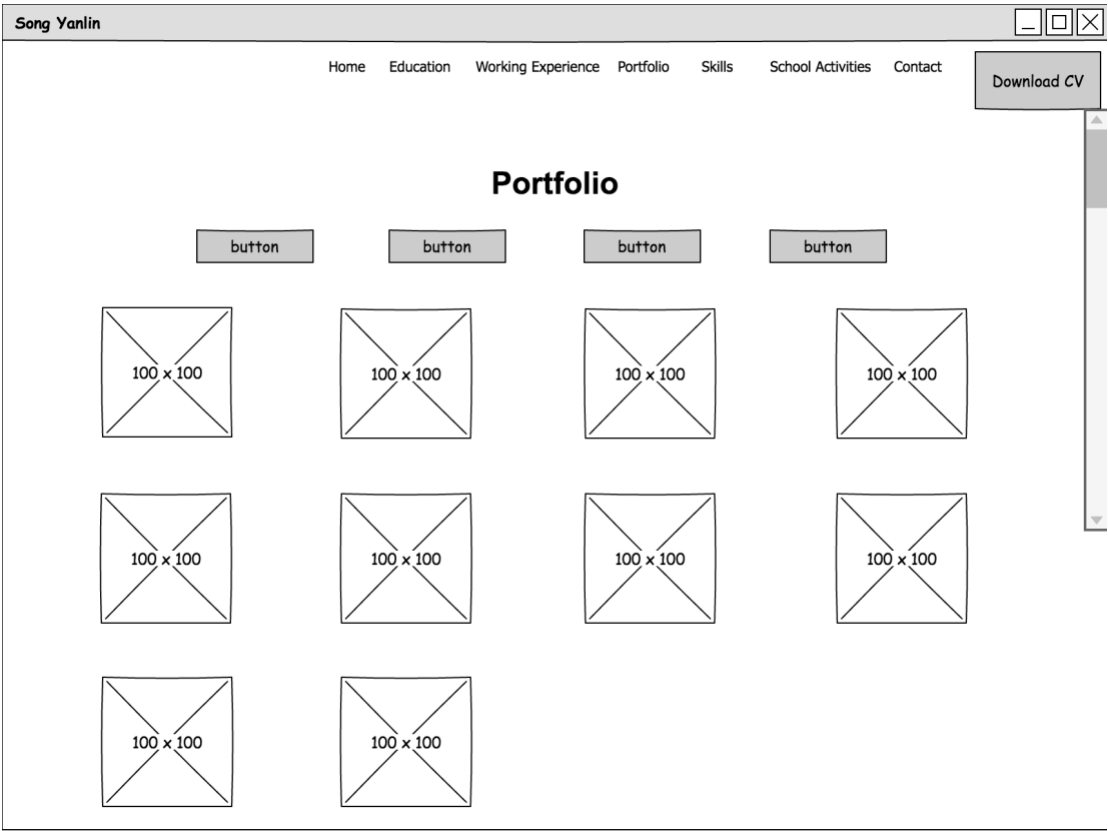 Song Yanlin
Home Education Working Experience Portfolio Skills School Activities Contact Download CV
Portfolio
button button button button
100 x 100 100 x 100 100 x 100 100 x 100
100 x 100 100 x 100 100 x 100 100 x 100
100 x 100 100 x 100